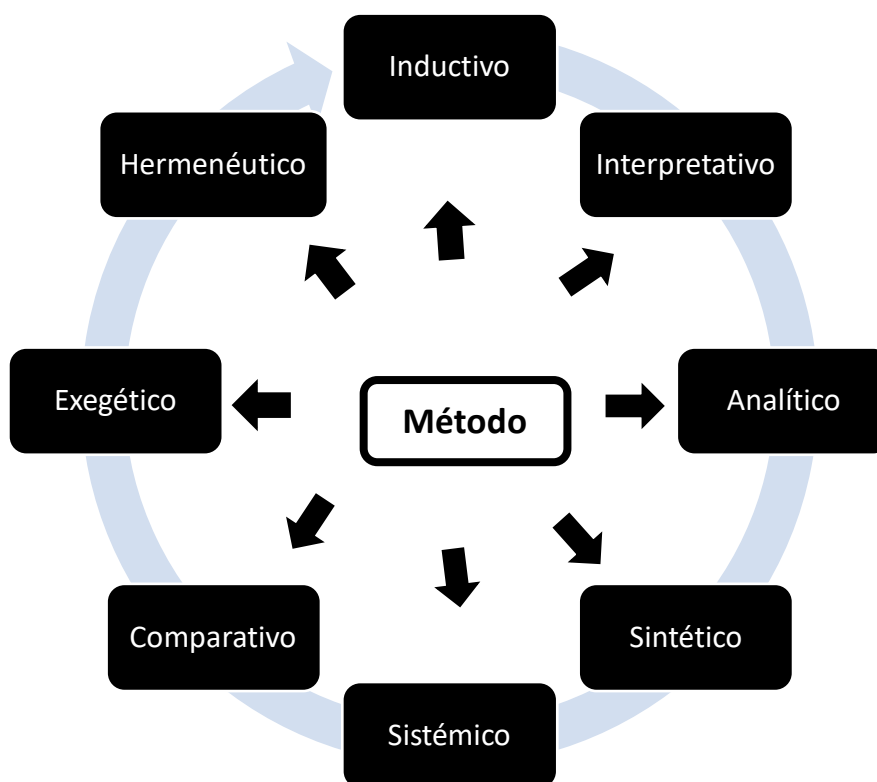 Inductivo
Hermenéutico
Interpretativo
Exegético
Método
Analítico
Comparativo
Sintético
Sistémico